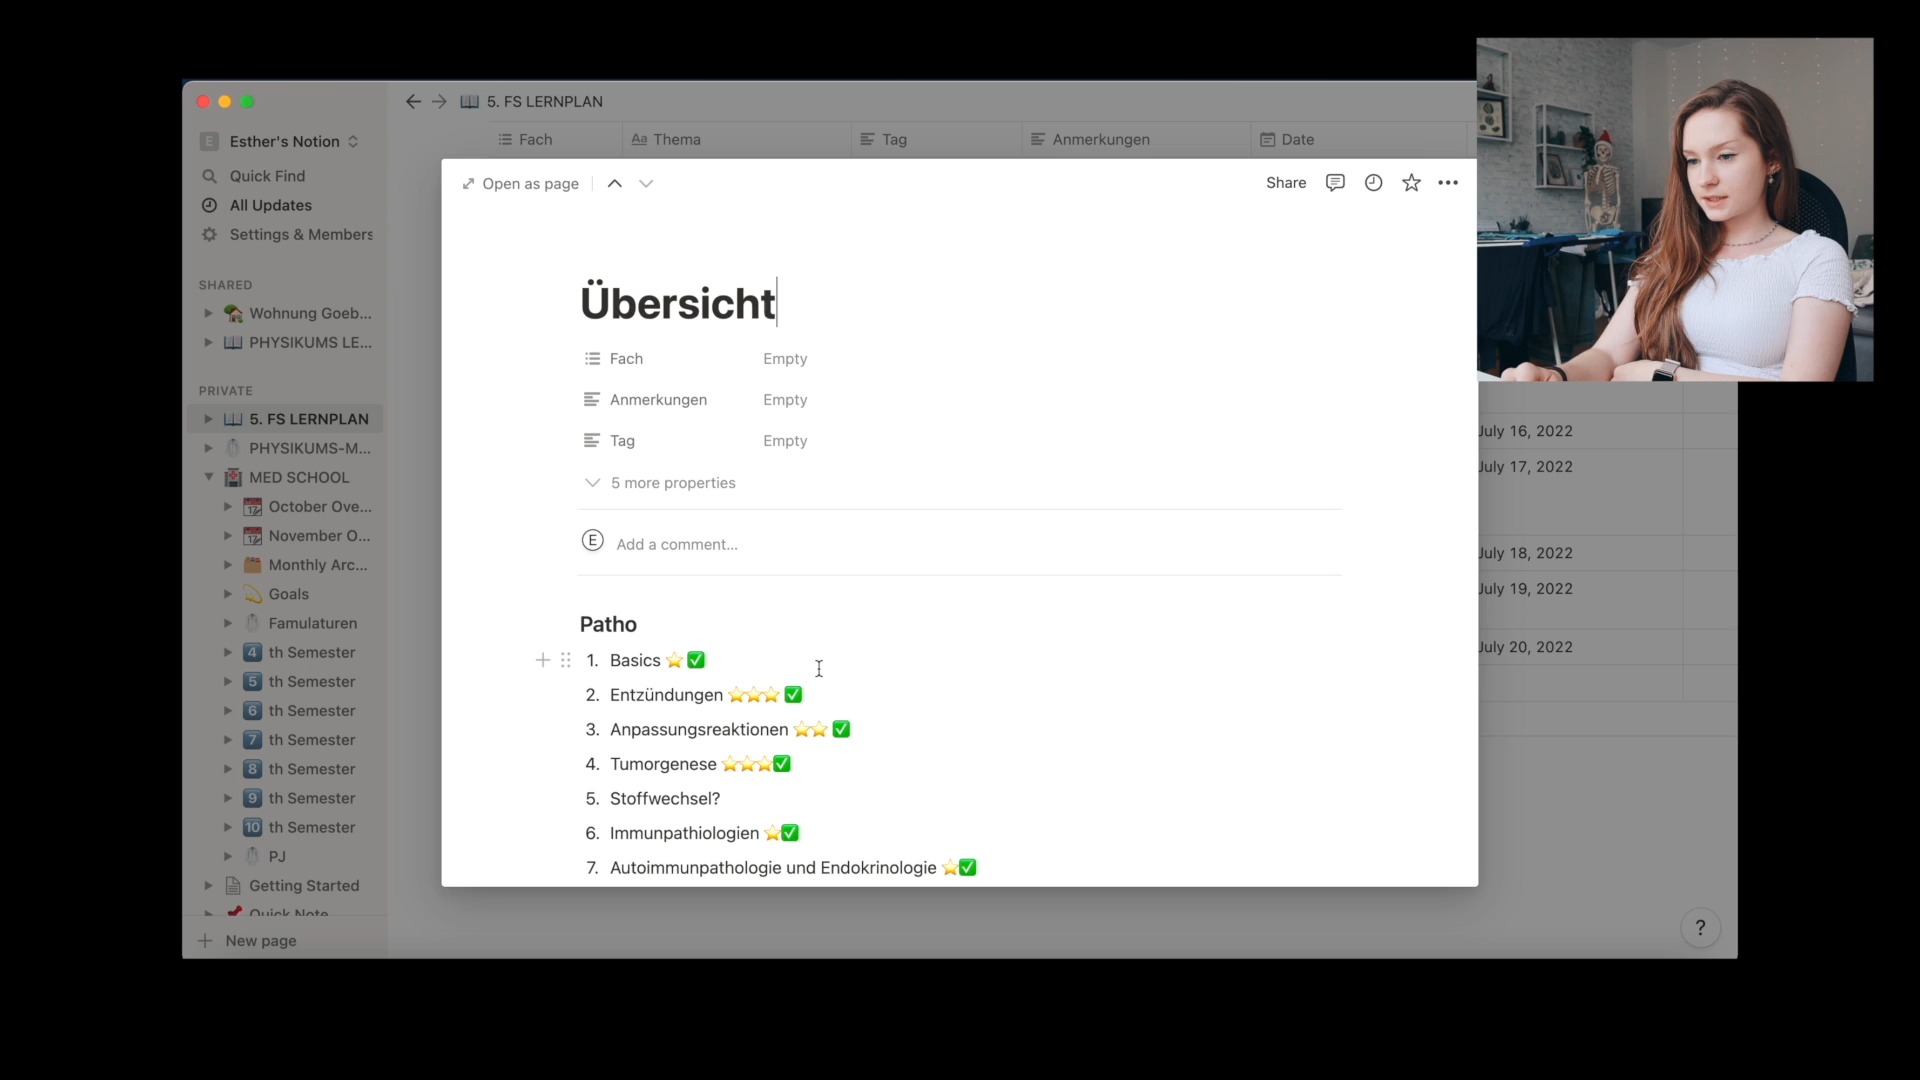 5. FS LERNPLAN
E Esther's Notion
Quick Find
All Updates
Settings & Members
SHARED
Wohnung Goeb...
PHYSIKUMS LE...
PRIVATE
5. FS LERNPLAN
PHYSIKUMS-M...
MED SCHOOL
October Ove...
November O...
Monthly Arc...
Goals
Famulaturen
4 th Semester
5 th Semester
6 th Semester
7 th Semester
8 th Semester
9 th Semester
10 th Semester
PJ
Getting Started
Quick Note
New page
Fach Aa Thema Tag Anmerkungen Date
Open as page Share
Übersicht
Fach Empty
Anmerkungen Empty
Tag Empty
5 more properties
E Add a comment...
Patho
1. Basics ⭐✅
2. Entzündungen ⭐⭐⭐ ✅
3. Anpassungsreaktionen ⭐⭐ ✅
4. Tumorgenese ⭐⭐⭐✅
5. Stoffwechsel?
6. Immunpathiologien ⭐✅
7. Autoimmunpathologie und Endokrinologie ⭐✅
July 16, 2022
July 17, 2022
July 18, 2022
July 19, 2022
July 20, 2022
?